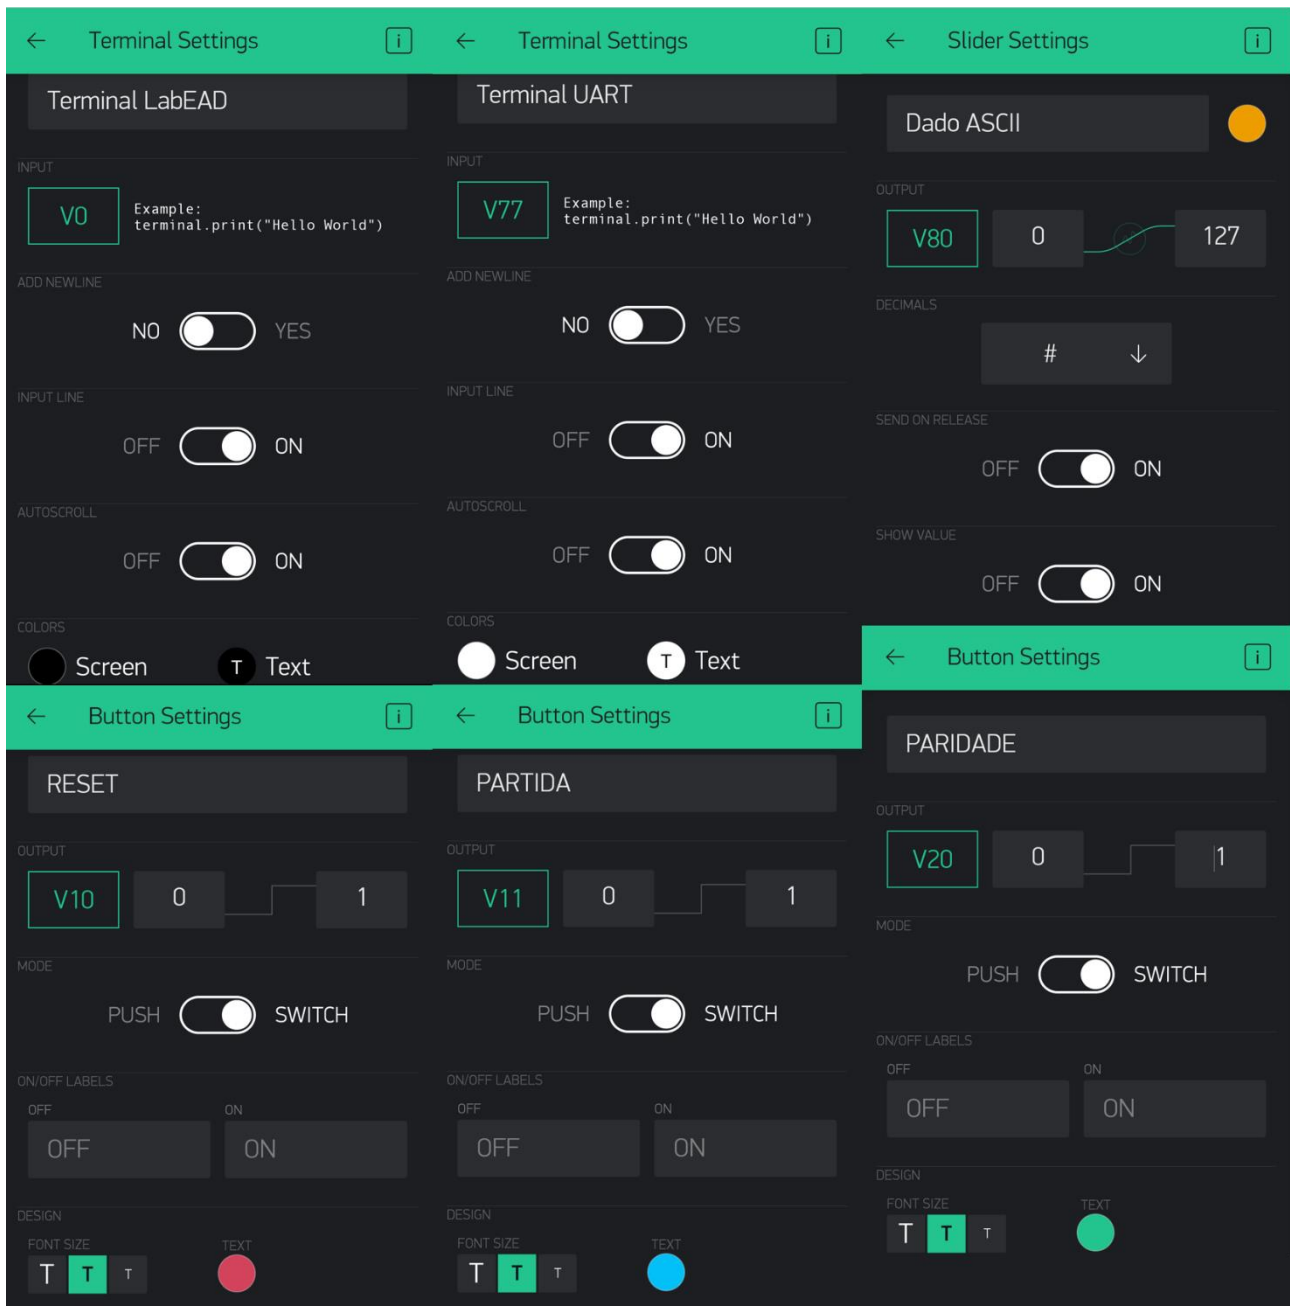 Terminal Settings
i
Terminal LabEAD
INPUT
V0
Example:
terminal.print("Hello World")
ADD NEWLINE
NO YES
INPUT LINE
OFF ON
AUTOSCROLL
OFF ON
COLORS
Screen T Text
Terminal Settings
i
Terminal UART
INPUT
V77
Example:
terminal.print("Hello World")
ADD NEWLINE
NO YES
INPUT LINE
OFF ON
AUTOSCROLL
OFF ON
COLORS
Screen T Text
Slider Settings
i
Dado ASCII
OUTPUT
V80 0 127
DECIMALS
#
SEND ON RELEASE
OFF ON
SHOW VALUE
OFF ON
Button Settings
i
RESET
OUTPUT
V10 0 1
MODE
PUSH SWITCH
ON/OFF LABELS
OFF ON
OFF ON
DESIGN
FONT SIZE TEXT
T T T
Button Settings
i
PARTIDA
OUTPUT
V11 0 1
MODE
PUSH SWITCH
ON/OFF LABELS
OFF ON
OFF ON
DESIGN
FONT SIZE TEXT
T T T
Button Settings
i
PARIDADE
OUTPUT
V20 0 1
MODE
PUSH SWITCH
ON/OFF LABELS
OFF ON
OFF ON
DESIGN
FONT SIZE TEXT
T T T